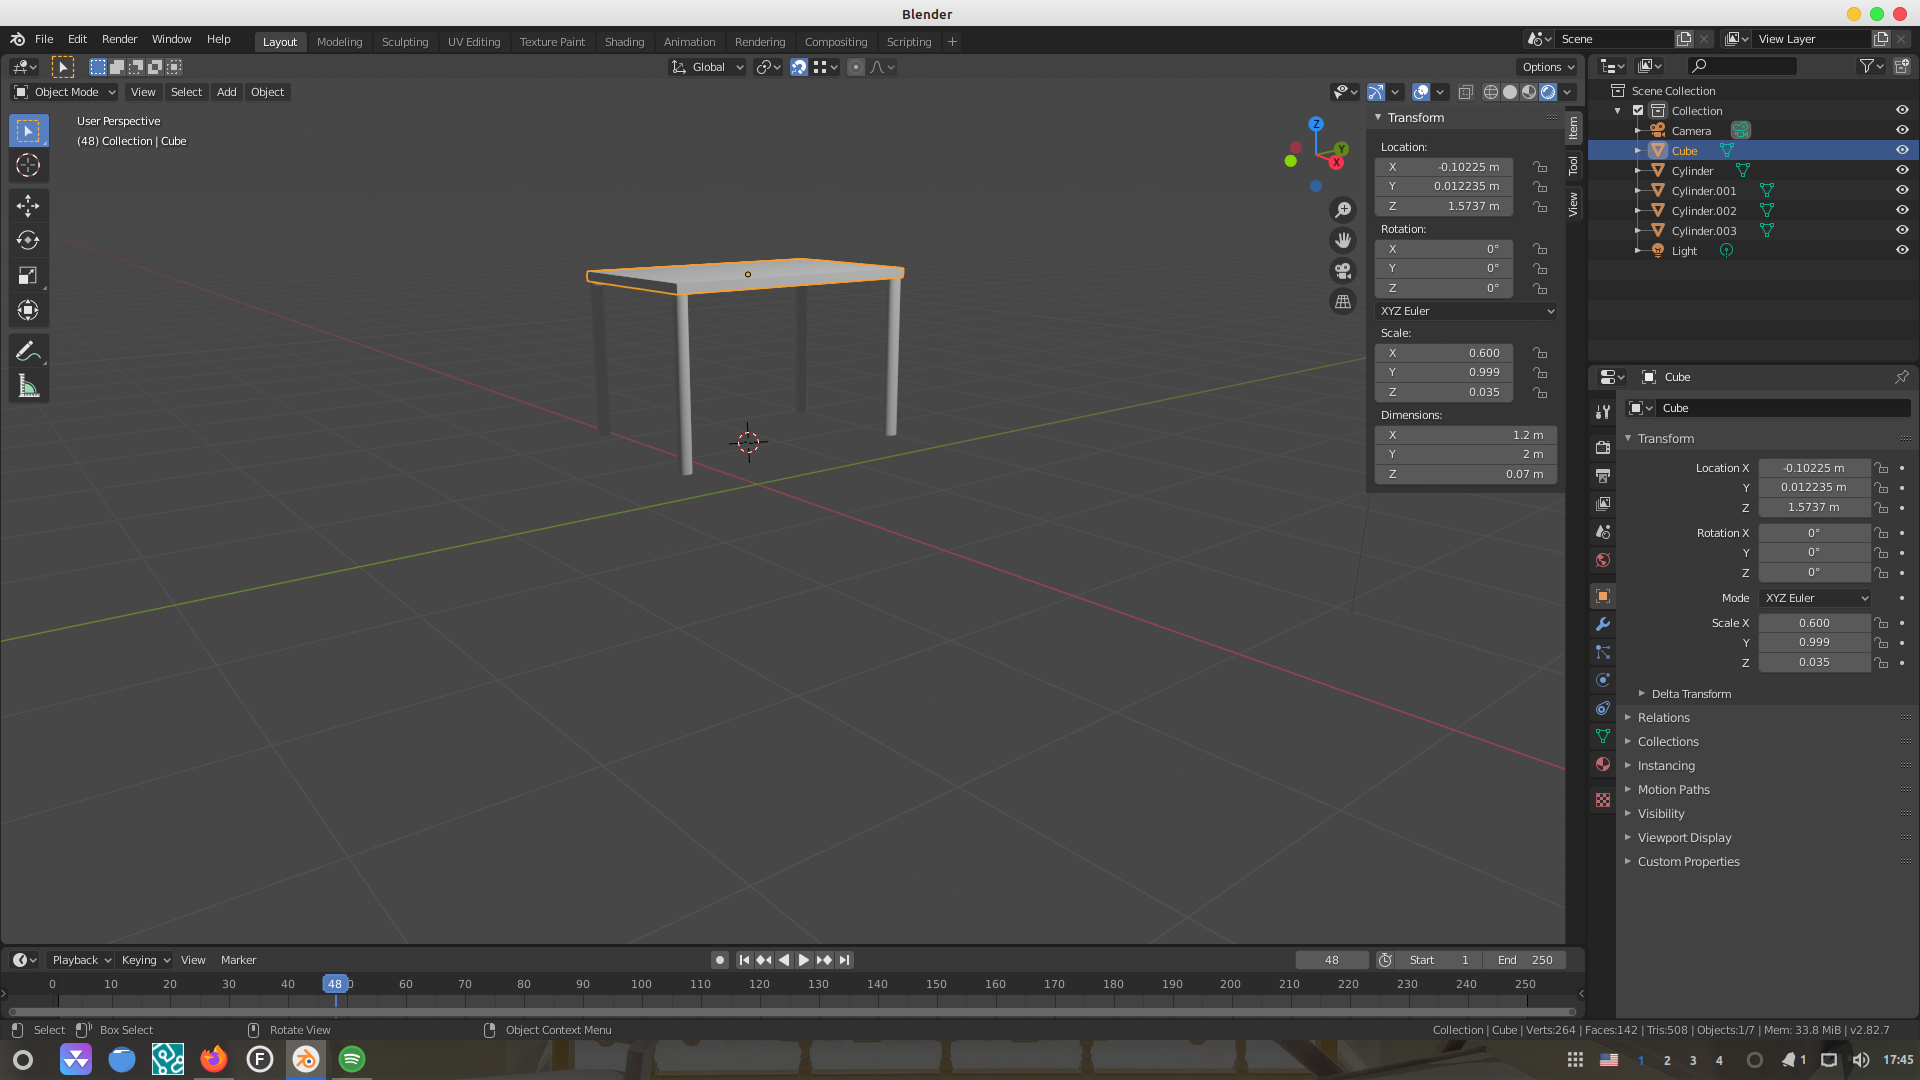 Blender
File Edit Render Window Help Layout Modeling Sculpting UV Editing Texture Paint Shading Animation Rendering Compositing Scripting + Scene View Layer
Global Options
Object Mode View Select Add Object
User Perspective
(48) Collection | Cube
Z
Y
X
Transform
Location:
X -0.10225 m
Y 0.012235 m
Z 1.5737 m
Rotation:
X 0°
Y 0°
Z 0°
XYZ Euler
Scale:
X 0.600
Y 0.999
Z 0.035
Dimensions:
X 1.2 m
Y 2 m
Z 0.07 m
Item
Tool
View
Scene Collection
Collection
Camera
Cube
Cylinder
Cylinder.001
Cylinder.002
Cylinder.003
Light
Cube
Cube
Transform
Location X -0.10225 m
Y 0.012235 m
Z 1.5737 m
Rotation X 0°
Y 0°
Z 0°
Mode XYZ Euler
Scale X 0.600
Y 0.999
Z 0.035
Delta Transform
Relations
Collections
Instancing
Motion Paths
Visibility
Viewport Display
Custom Properties
Playback Keying View Marker 48 Start 1 End 250
0 10 20 30 40 48 0 60 70 80 90 100 110 120 130 140 150 160 170 180 190 200 210 220 230 240 250
Select Box Select Rotate View Object Context Menu Collection | Cube | Verts:264 | Faces:142 | Tris:508 | Objects:1/7 | Mem: 33.8 MiB | v2.82.7
F 1 2 3 4 1 17:45